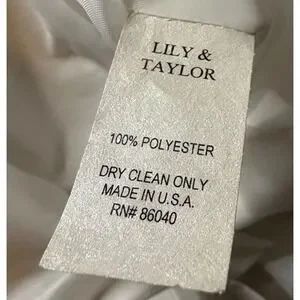 LILY &
TAYLOR
100% POLYESTER
DRY CLEAN ONLY
MADE IN U.S.A.
RN# 86040